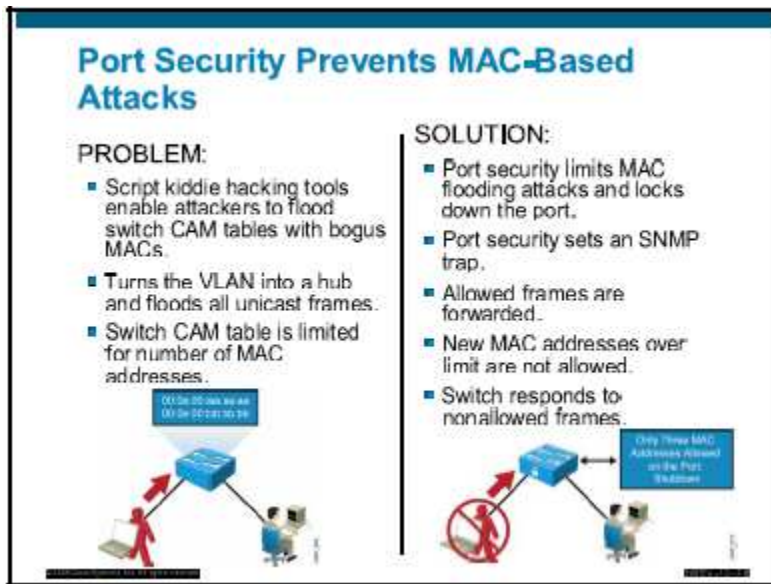 Port Security Prevents MAC-Based
Attacks
PROBLEM:
Script kiddie hacking tools
enable attackers to flood
switch CAM tables with bogus
MACs.
Turns the VLAN into a hub
and floods all unicast frames.
Switch CAM table is limited
for number of MAC
addresses.
SOLUTION:
Port security limits MAC
flooding attacks and locks
down the port.
Port security sets an SNMP
trap.
Allowed frames are
forwarded.
New MAC addresses over
limit are not allowed.
Switch responds to
nonallowed frames.
Only Three MAC
Addresses Allowed
on the Port
Shutdown